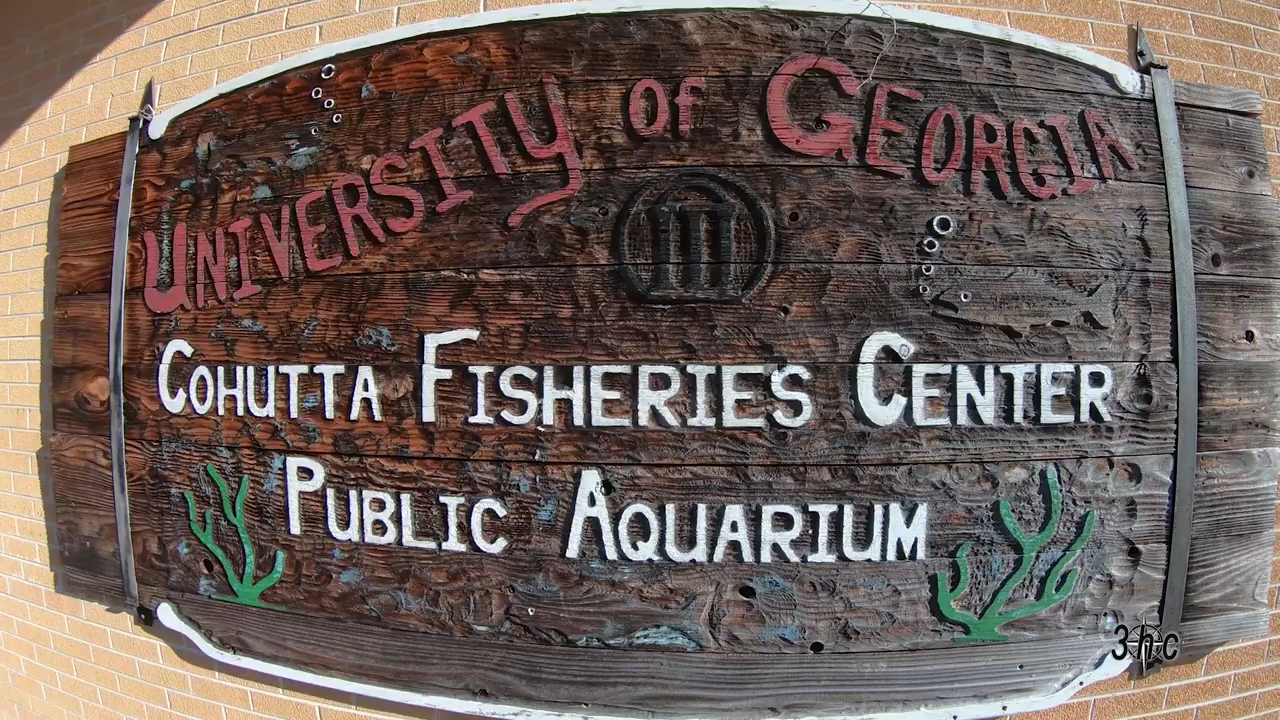 UNIVERSITY OF GEORGIA
COHUTTA FISHERIES CENTER
PUBLIC AQUARIUM
3hc